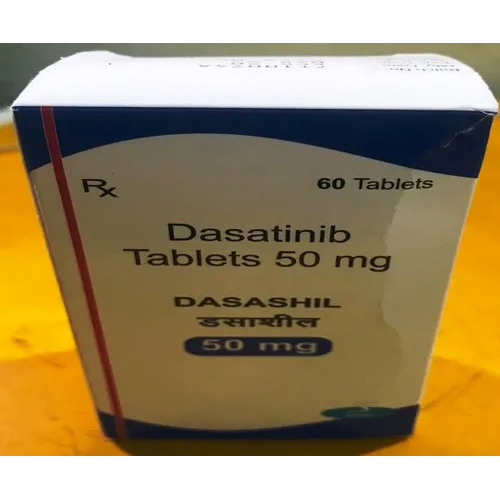 Rx
60 Tablets
Dasatinib
Tablets 50 mg
DASASHIL
डसाशील
50 mg